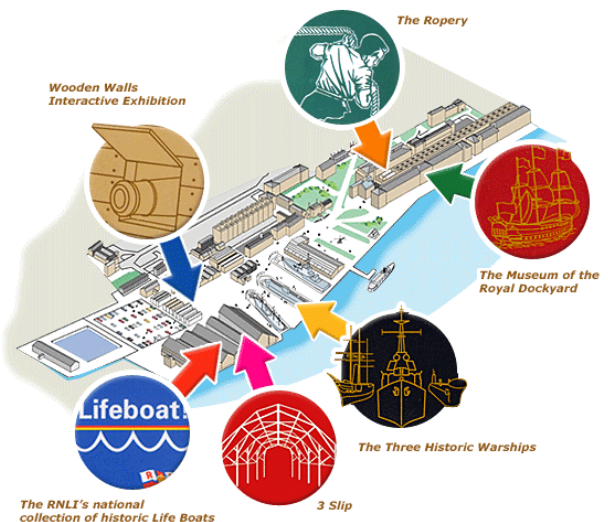 The Ropery
Wooden Walls
Interactive Exhibition
The Museum of the
Royal Dockyard
Lifeboat!
The Three Historic Warships
The RNLI's national
collection of historic Life Boats
3 Slip